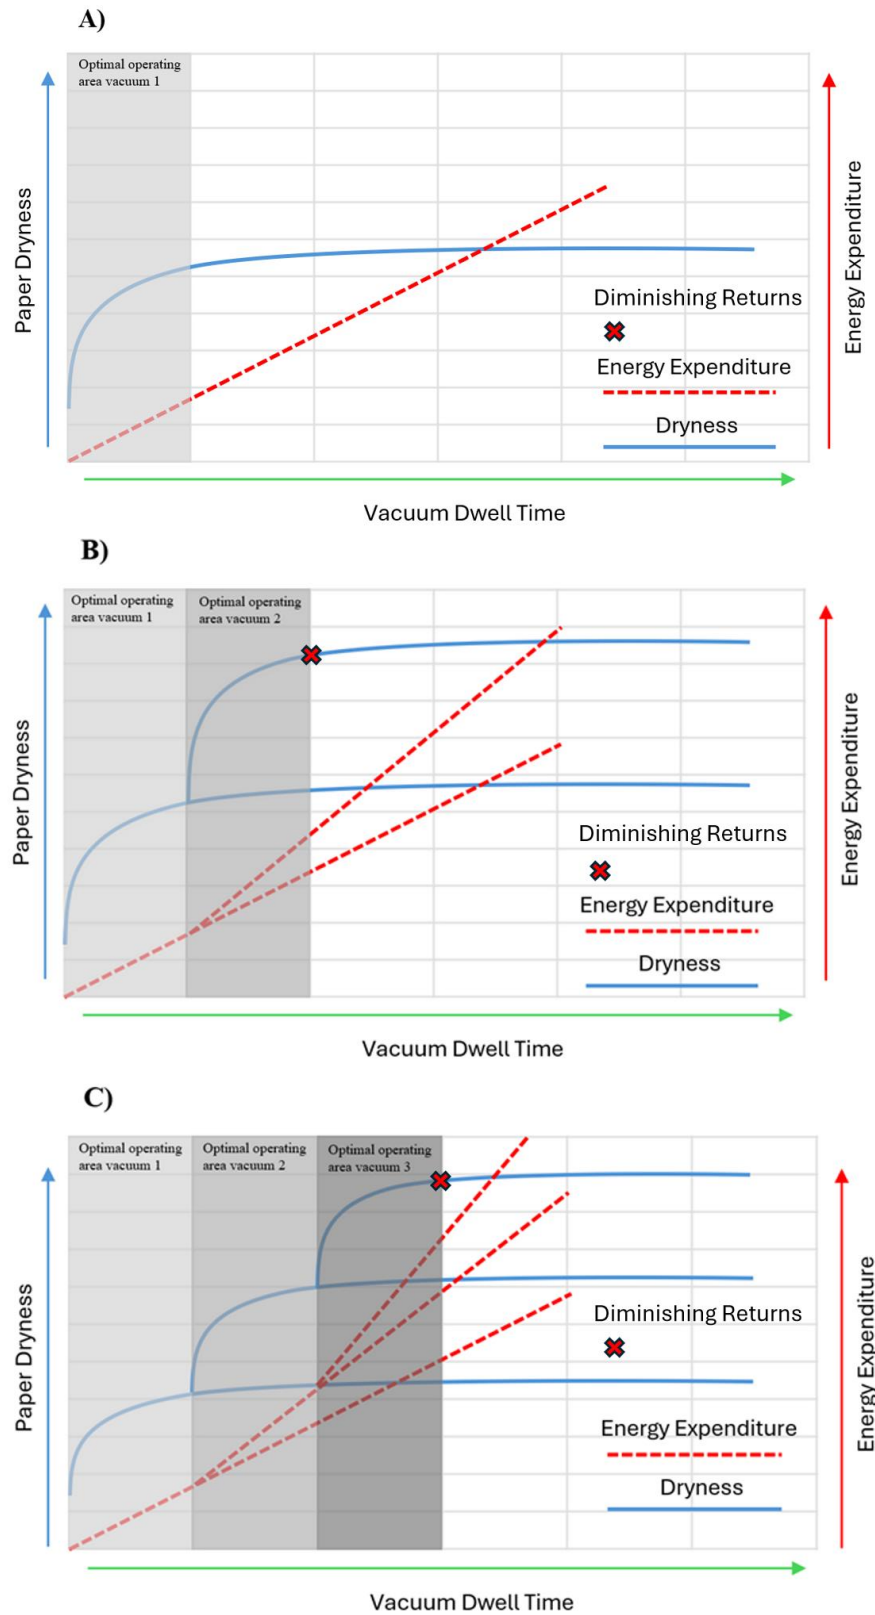 A)
Optimal operating
area vacuum 1
Paper Dryness
Energy Expenditure
Diminishing Returns
Energy Expenditure
Dryness
Vacuum Dwell Time
B)
Optimal operating
area vacuum 1
Optimal operating
area vacuum 2
Paper Dryness
Energy Expenditure
Diminishing Returns
Energy Expenditure
Dryness
Vacuum Dwell Time
C)
Optimal operating
area vacuum 1
Optimal operating
area vacuum 2
Optimal operating
area vacuum 3
Paper Dryness
Energy Expenditure
Diminishing Returns
Energy Expenditure
Dryness
Vacuum Dwell Time